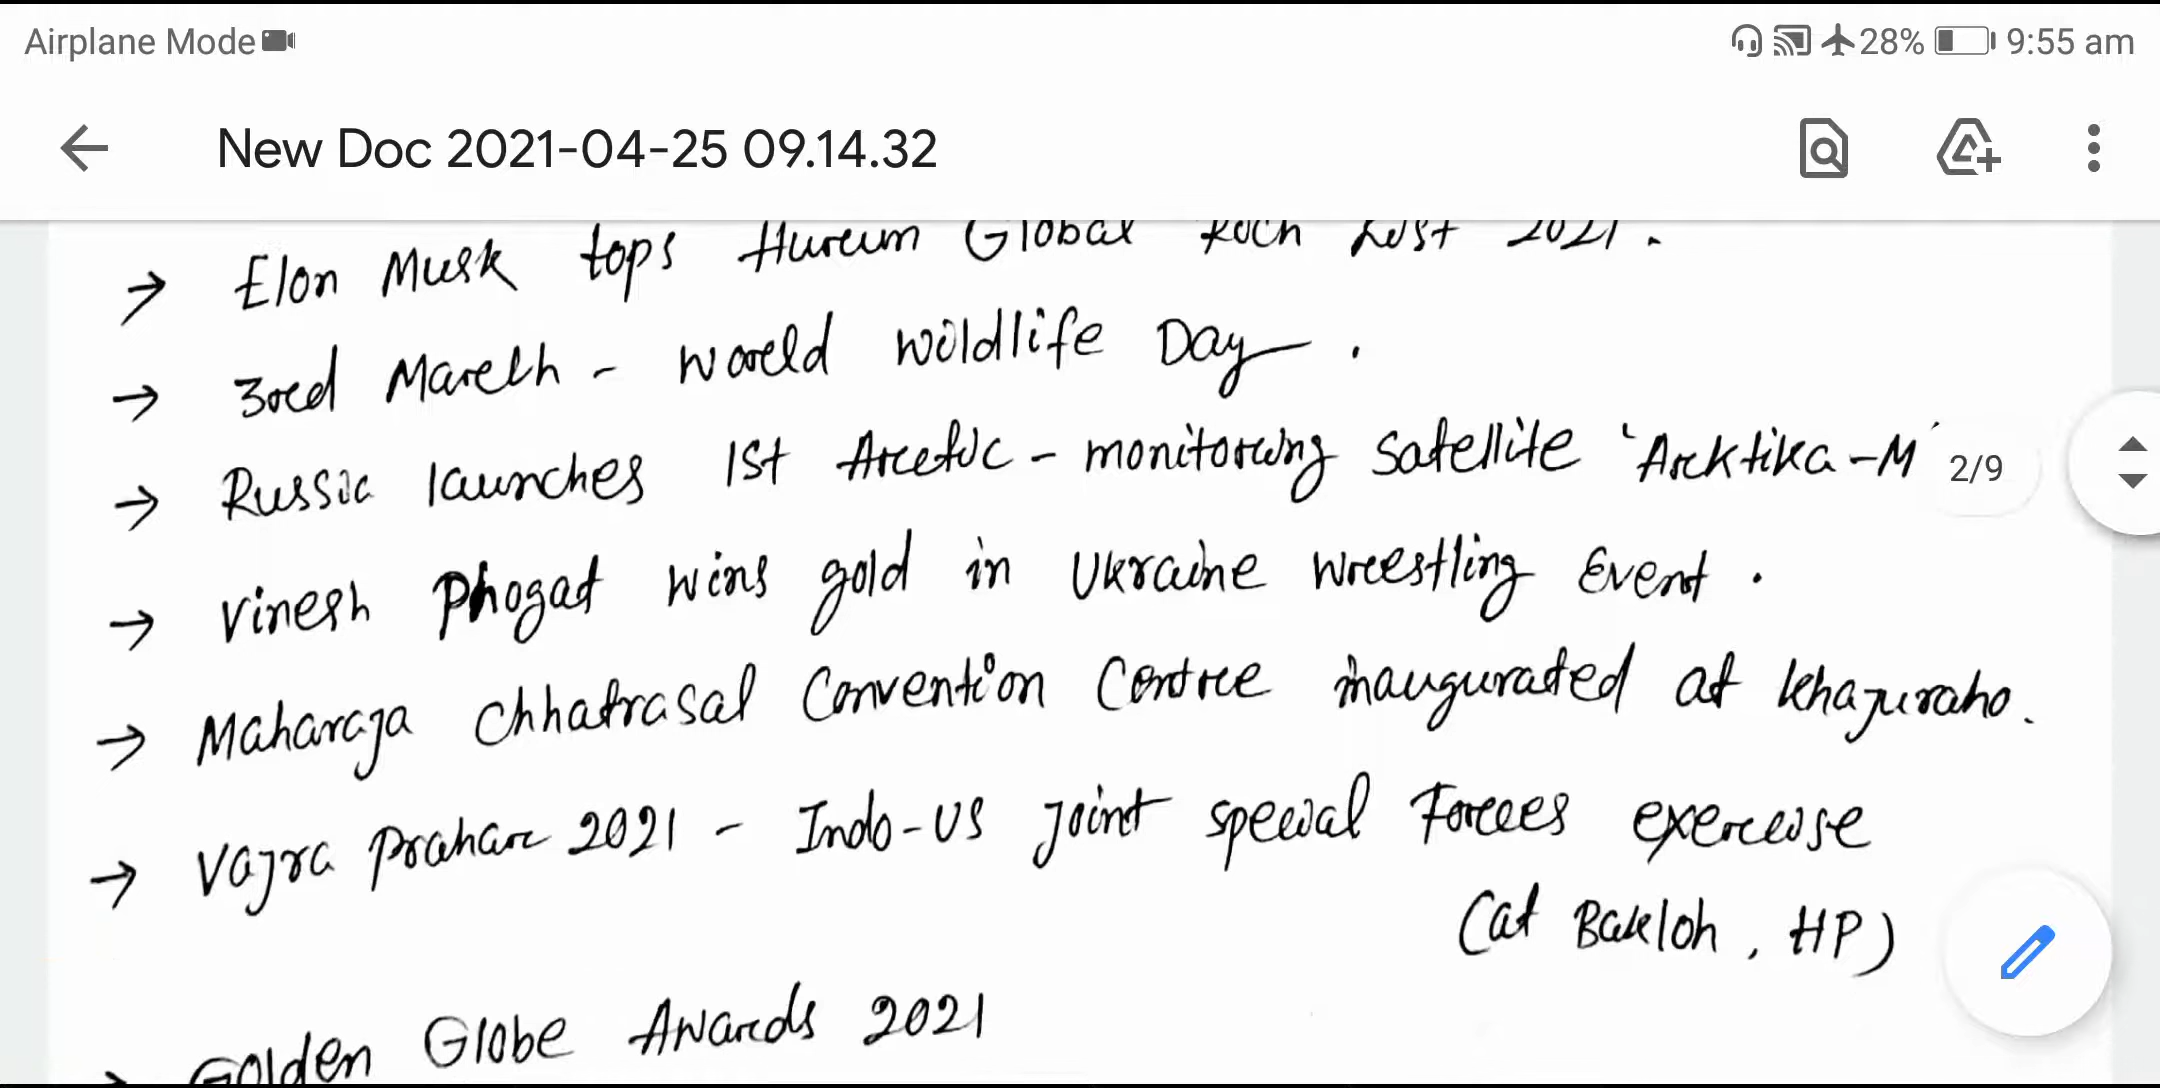 Airplane Mode 28% 9:55 am
New Doc 2021-04-25 09.14.32
→ Elon Musk tops Hurun Global Rich List 2021.
→ 3rd March - World Wildlife Day.
→ Russia launches 1st Arctic-monitoring satellite 'Arktika-M'
2/9
→ Vinesh Phogat wins gold in Ukraine Wrestling Event.
→ Maharaja Chhatrasal Convention Centre inaugurated at Khajuraho.
→ Vajra Prahar 2021 - Indo-US joint special Forces exercise
(at Bakloh, HP)
→ Golden Globe Awards 2021